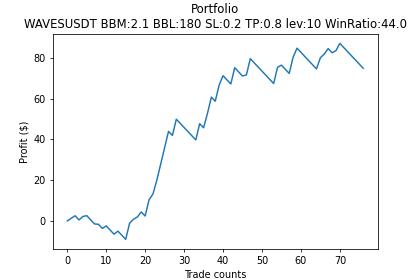 Portfolio
WAVESUSDT BBM:2.1 BBL:180 SL:0.2 TP:0.8 lev:10 WinRatio:44.0
80
60
40
20
0
Profit ($)
0 10 20 30 40 50 60 70
Trade counts